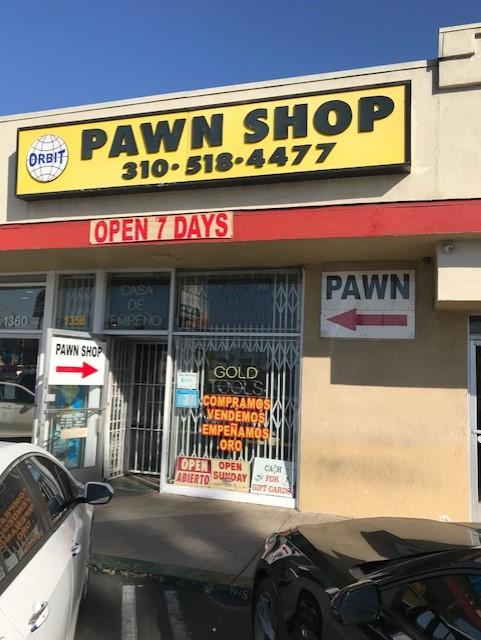 ORBIT
PAWN SHOP
310-518-4477
OPEN 7 DAYS
1360
1358
CASA
DE
EMPEÑO
PAWN
PAWN SHOP
GOLD
TOOLS
COMPRAMOS
VENDEMOS
EMPEÑAMOS
ORO
OPEN
ABIERTO
OPEN
SUNDAY
CA$H
FOR
GIFT CARDS